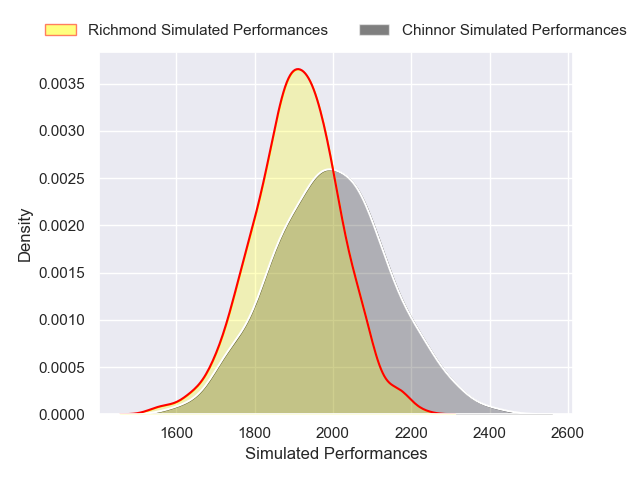 Richmond Simulated Performances
Chinnor Simulated Performances
0.0035
0.0030
0.0025
0.0020
0.0015
0.0010
0.0005
0.0000
Density
1600 1800 2000 2200 2400 2600
Simulated Performances